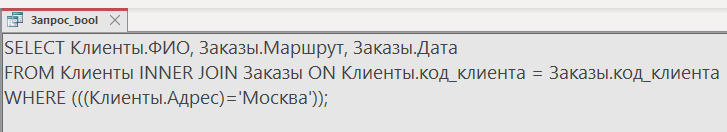 Запрос_bool
SELECT Клиенты.ФИО, Заказы.Маршрут, Заказы.Дата
FROM Клиенты INNER JOIN Заказы ON Клиенты.код_клиента = Заказы.код_клиента
WHERE (((Клиенты.Адрес)='Москва'));